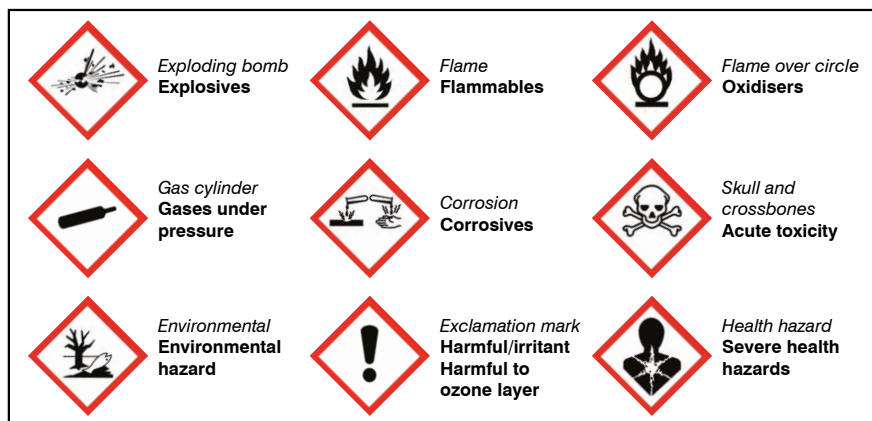 Exploding bomb
Explosives
Flame
Flammables
Flame over circle
Oxidisers
Gas cylinder
Gases under
pressure
Corrosion
Corrosives
Skull and
crossbones
Acute toxicity
Environmental
Environmental
hazard
Exclamation mark
Harmful/irritant
Harmful to
ozone layer
Health hazard
Severe health
hazards